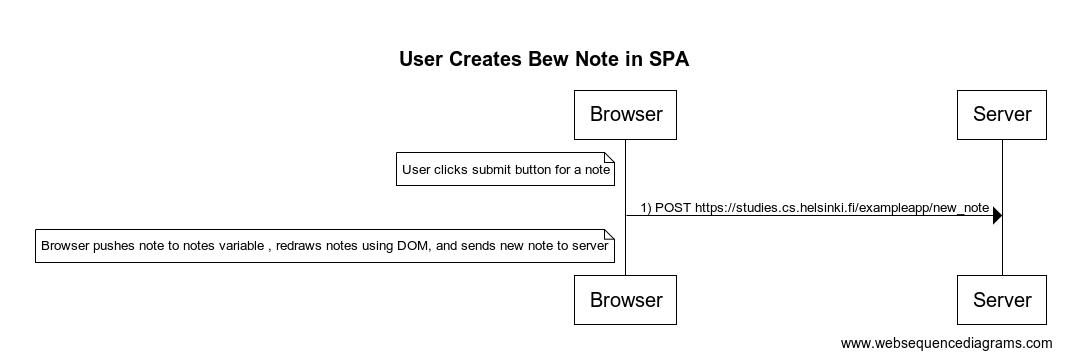 User Creates Bew Note in SPA
Browser
Server
User clicks submit button for a note
1) POST https://studies.cs.helsinki.fi/exampleapp/new_note
Browser pushes note to notes variable , redraws notes using DOM, and sends new note to server
Browser
Server
www.websequencediagrams.com